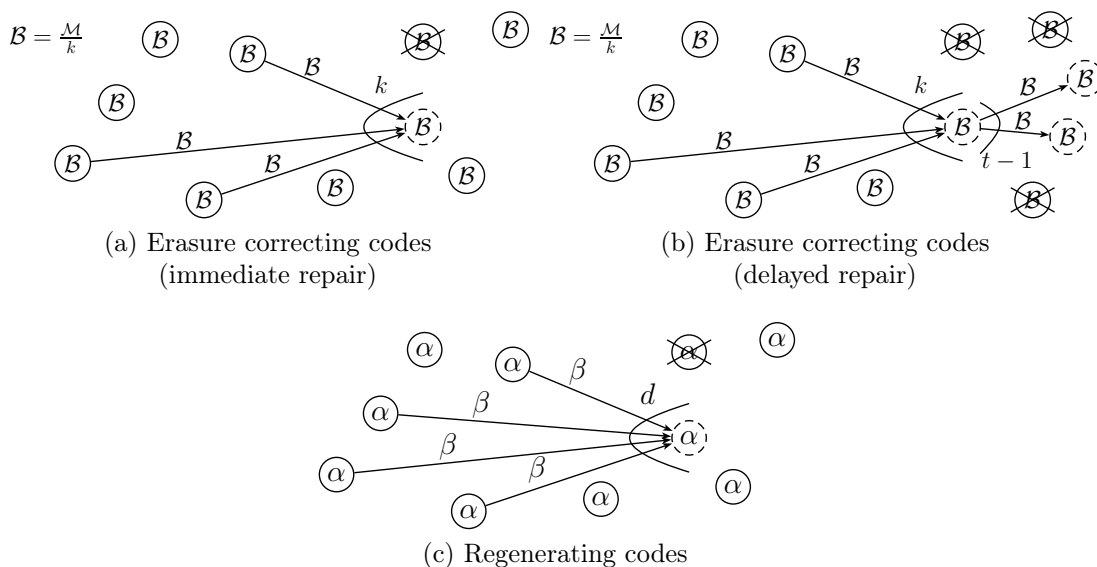 ℬ = ℳ/k
ℬ
ℬ
ℬ
ℬ
ℬ
k
ℬ
ℬ
ℬ
ℬ
ℬ
ℬ
ℬ
ℬ
ℬ
(a) Erasure correcting codes
(immediate repair)
ℬ
ℬ = ℳ/k
ℬ
ℬ
ℬ
ℬ
ℬ
ℬ
k
ℬ
ℬ
ℬ
ℬ
ℬ
ℬ
ℬ
ℬ
ℬ
t − 1
ℬ
ℬ
ℬ
ℬ
(b) Erasure correcting codes
(delayed repair)
α
α
α
α
β
d
α
β
α
β
α
β
α
α
α
(c) Regenerating codes